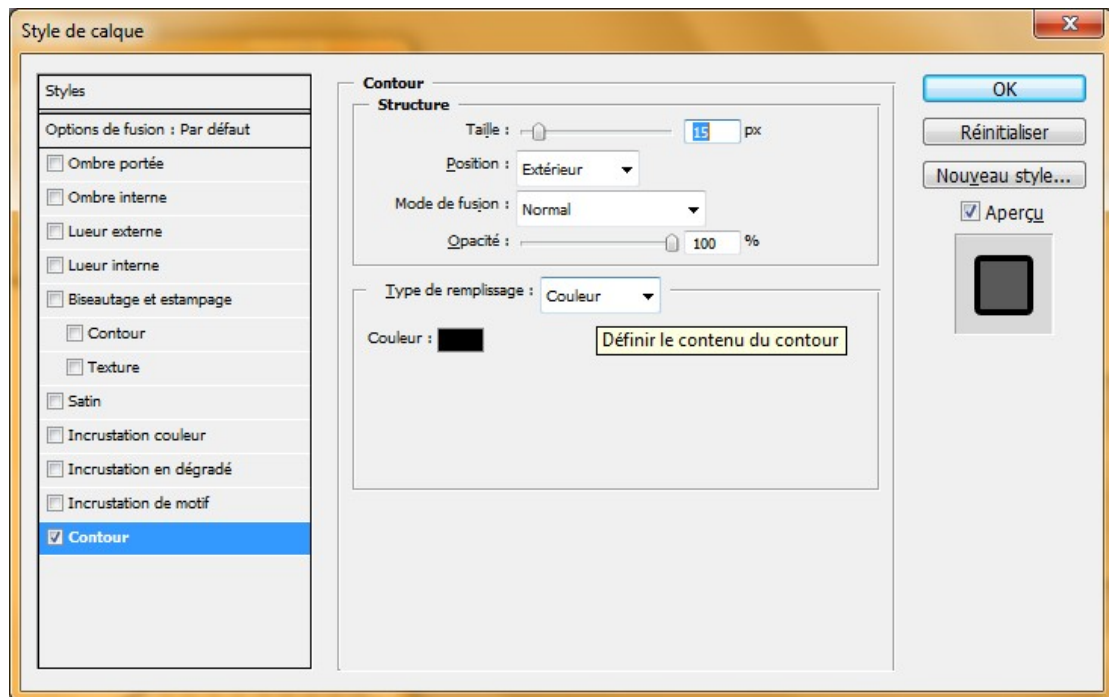 Style de calque
Styles
Options de fusion : Par défaut
Ombre portée
Ombre interne
Lueur externe
Lueur interne
Biseautage et estampage
Contour
Texture
Satin
Incrustation couleur
Incrustation en dégradé
Incrustation de motif
Contour
Contour
Structure
Taille : 15 px
Position : Extérieur
Mode de fusion : Normal
Opacité : 100 %
Type de remplissage : Couleur
Couleur :
Définir le contenu du contour
OK
Réinitialiser
Nouveau style...
Aperçu